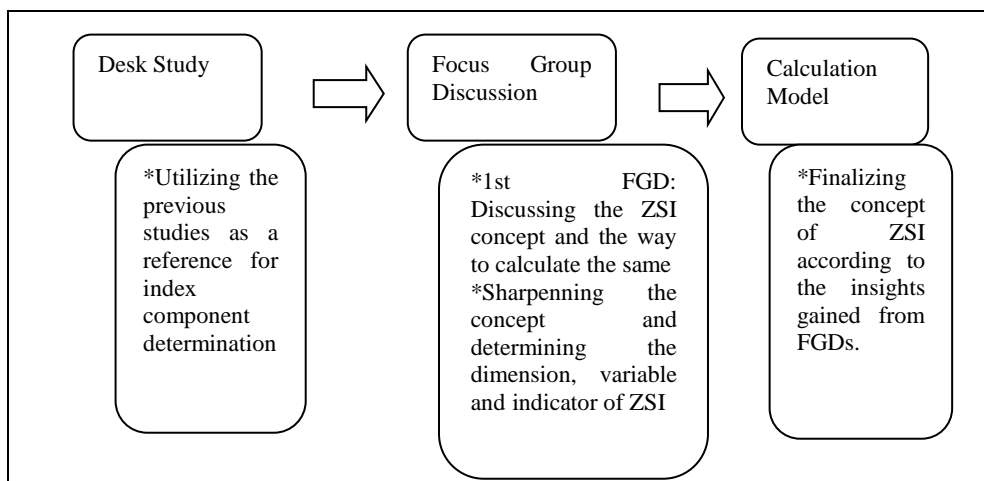 Desk Study
*Utilizing the
previous
studies as a
reference for
index
component
determination
Focus Group
Discussion
*1st FGD:
Discussing the ZSI
concept and the way
to calculate the same
*Sharpenning the
concept and
determining the
dimension, variable
and indicator of ZSI
Calculation
Model
*Finalizing
the concept
of ZSI
according to
the insights
gained from
FGDs.